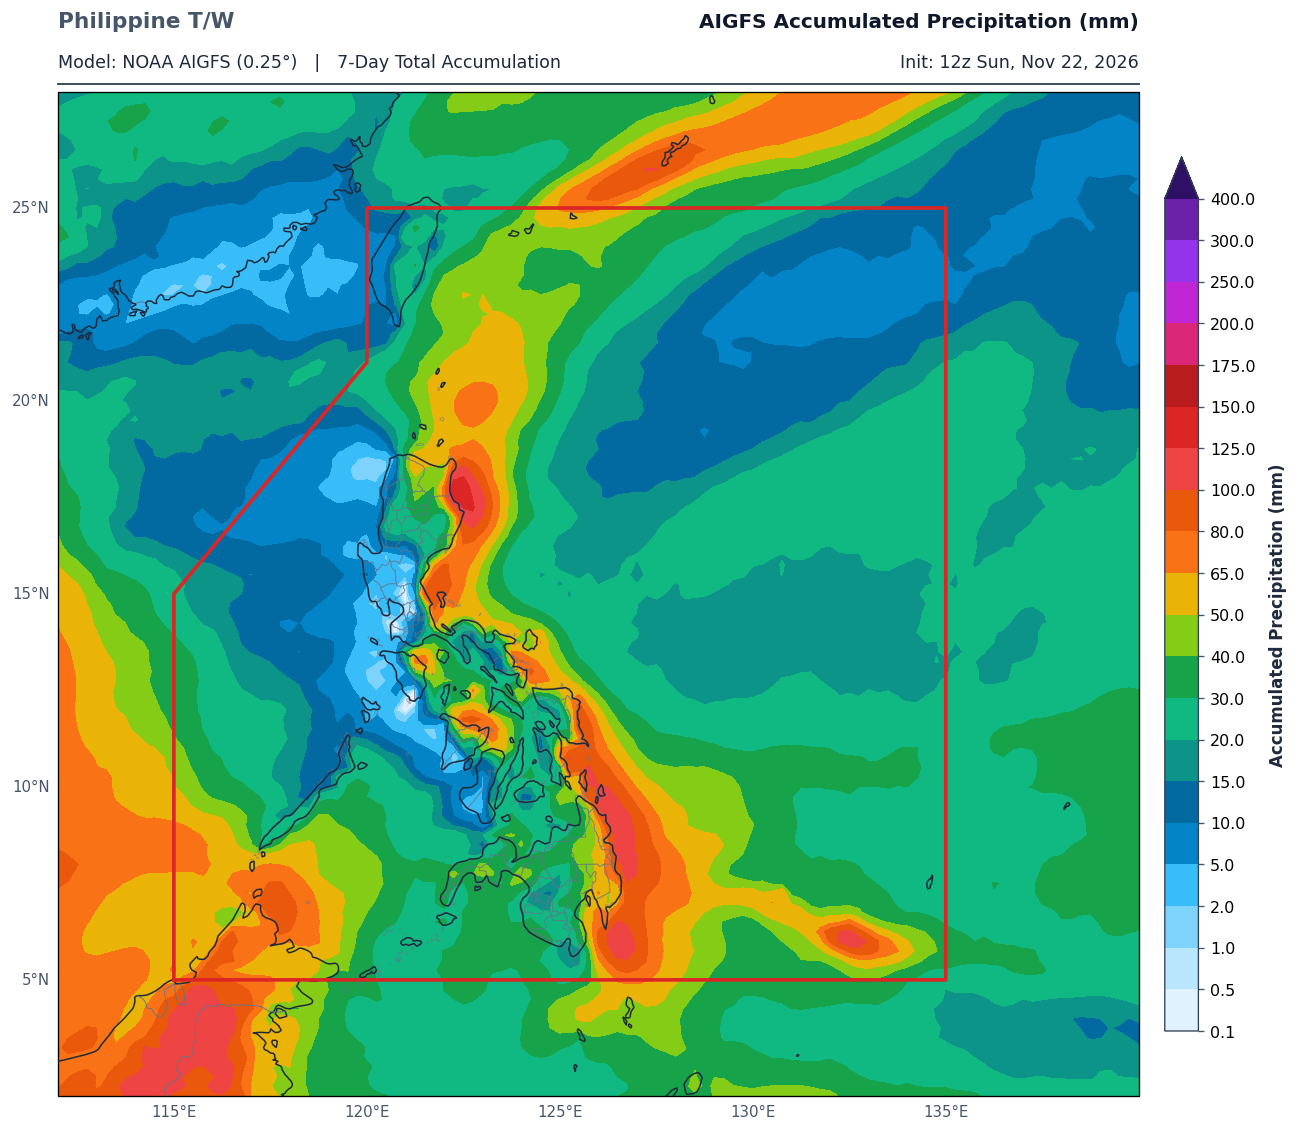 Philippine T/W
AIGFS Accumulated Precipitation (mm)
Model: NOAA AIGFS (0.25°) | 7-Day Total Accumulation
Init: 12z Sun, Nov 22, 2026
25°N
20°N
15°N
10°N
5°N
115°E
120°E
125°E
130°E
135°E
400.0
300.0
250.0
200.0
175.0
150.0
125.0
100.0
80.0
65.0
50.0
40.0
30.0
20.0
15.0
10.0
5.0
2.0
1.0
0.5
0.1
Accumulated Precipitation (mm)